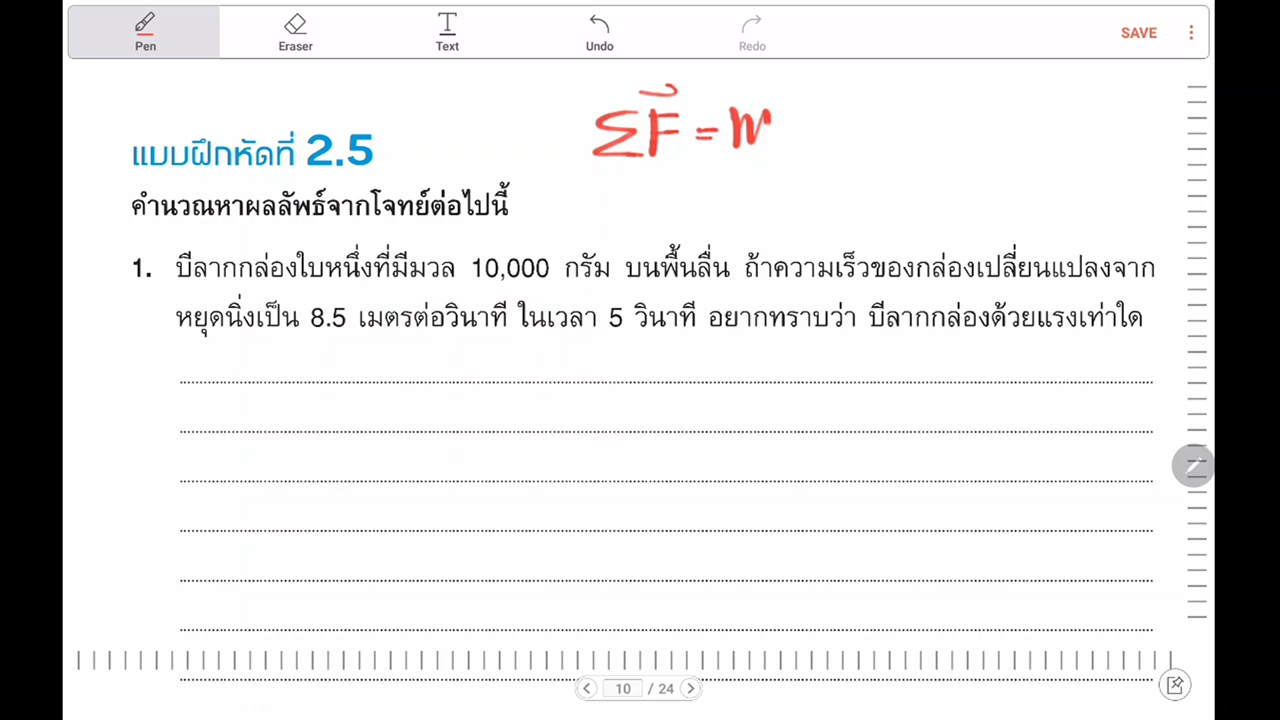 Pen Eraser Text Undo Redo SAVE
ΣF⃗ = m
แบบฝึกหัดที่ 2.5
คำนวณหาผลลัพธ์จากโจทย์ต่อไปนี้
1. บีลากกล่องใบหนึ่งที่มีมวล 10,000 กรัม บนพื้นลื่น ถ้าความเร็วของกล่องเปลี่ยนแปลงจาก
หยุดนิ่งเป็น 8.5 เมตรต่อวินาที ในเวลา 5 วินาที อยากทราบว่า บีลากกล่องด้วยแรงเท่าใด
10 / 24